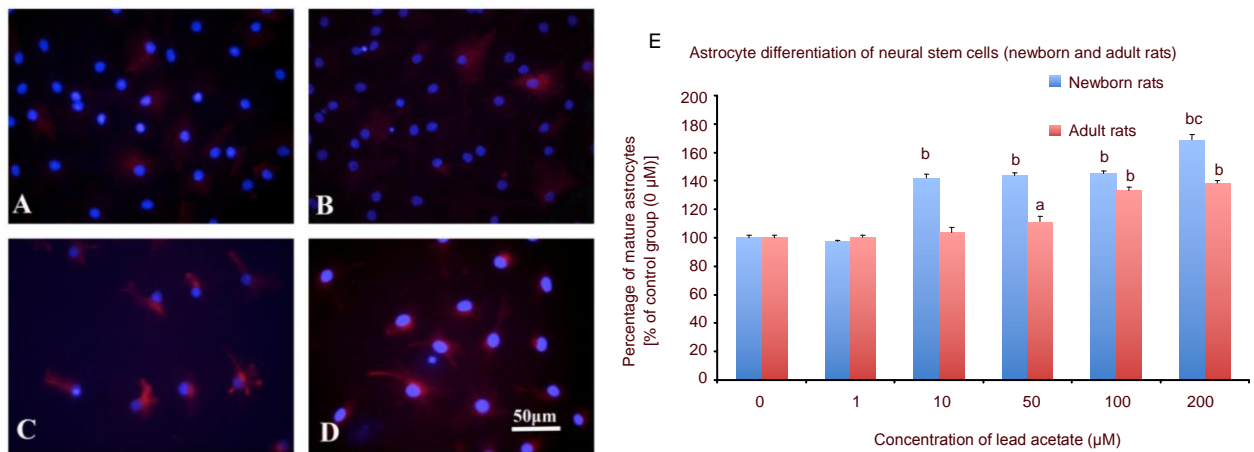 A
B
C
D
50µm
E
Astrocyte differentiation of neural stem cells (newborn and adult rats)
Newborn rats
Adult rats
Percentage of mature astrocytes
[% of control group (0 µM)]
200
180
160
140
120
100
80
60
40
20
0
b
b
a
b
b
bc
b
0
1
10
50
100
200
Concentration of lead acetate (µM)